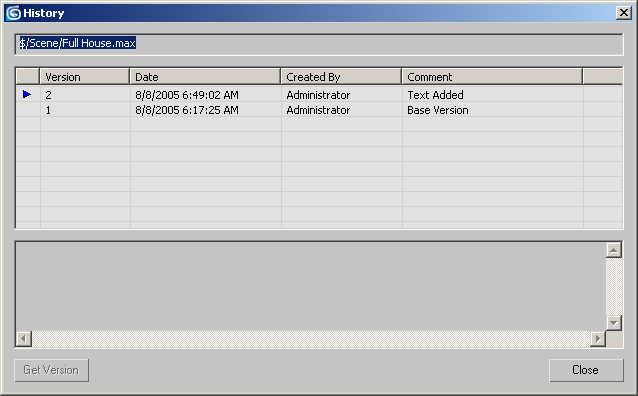 History
$/Scene/Full House.max
Version Date Created By Comment
2 8/8/2005 6:49:02 AM Administrator Text Added
1 8/8/2005 6:17:25 AM Administrator Base Version
Get Version Close